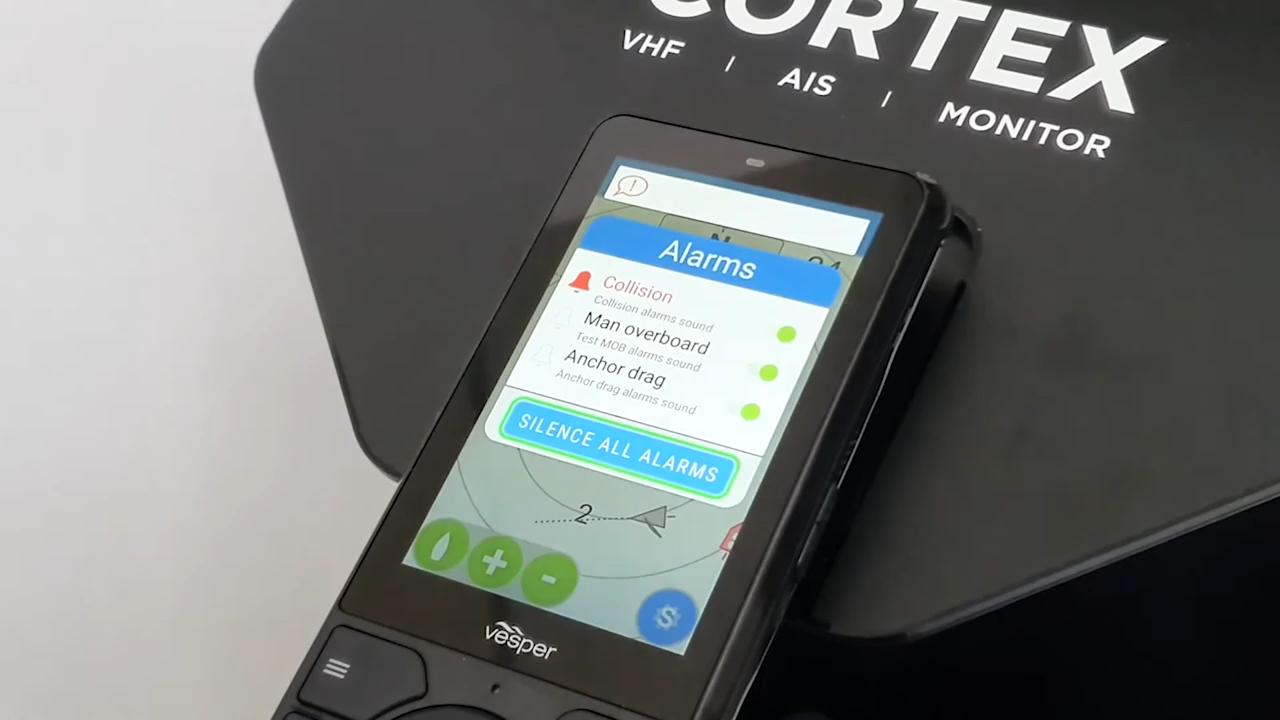 CORTEX
VHF | AIS | MONITOR
N
24
Alarms
Collision
Collision alarms sound
Man overboard
Test MOB alarms sound
Anchor drag
Anchor drag alarms sound
SILENCE ALL ALARMS
2
+
-
S
vesper